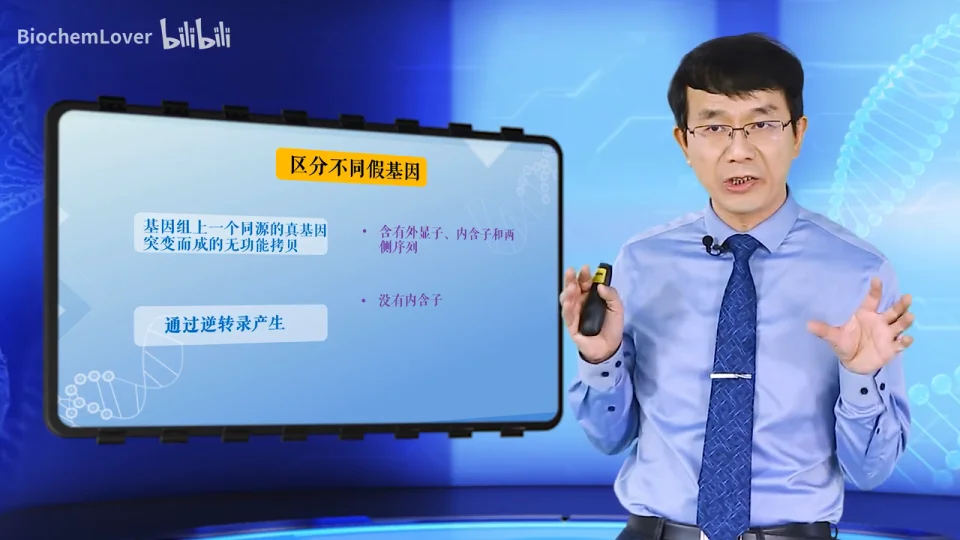 BiochemLover bilibili
区分不同假基因
基因组上一个同源的真基因
突变而成的无功能拷贝
• 含有外显子、内含子和两
侧序列
通过逆转录产生
• 没有内含子